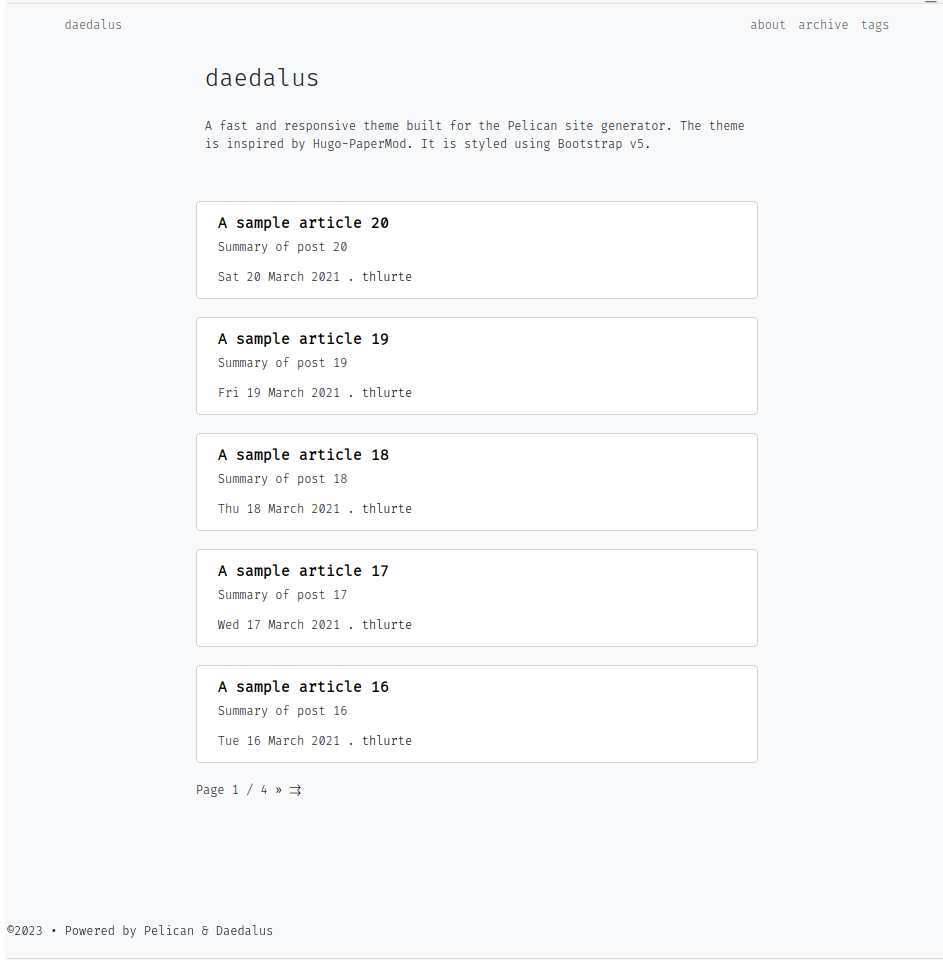 daedalus
about archive tags
daedalus
A fast and responsive theme built for the Pelican site generator. The theme
is inspired by Hugo-PaperMod. It is styled using Bootstrap v5.
A sample article 20
Summary of post 20
Sat 20 March 2021 . thlurte
A sample article 19
Summary of post 19
Fri 19 March 2021 . thlurte
A sample article 18
Summary of post 18
Thu 18 March 2021 . thlurte
A sample article 17
Summary of post 17
Wed 17 March 2021 . thlurte
A sample article 16
Summary of post 16
Tue 16 March 2021 . thlurte
Page 1 / 4 » ⇉
©2023 • Powered by Pelican & Daedalus